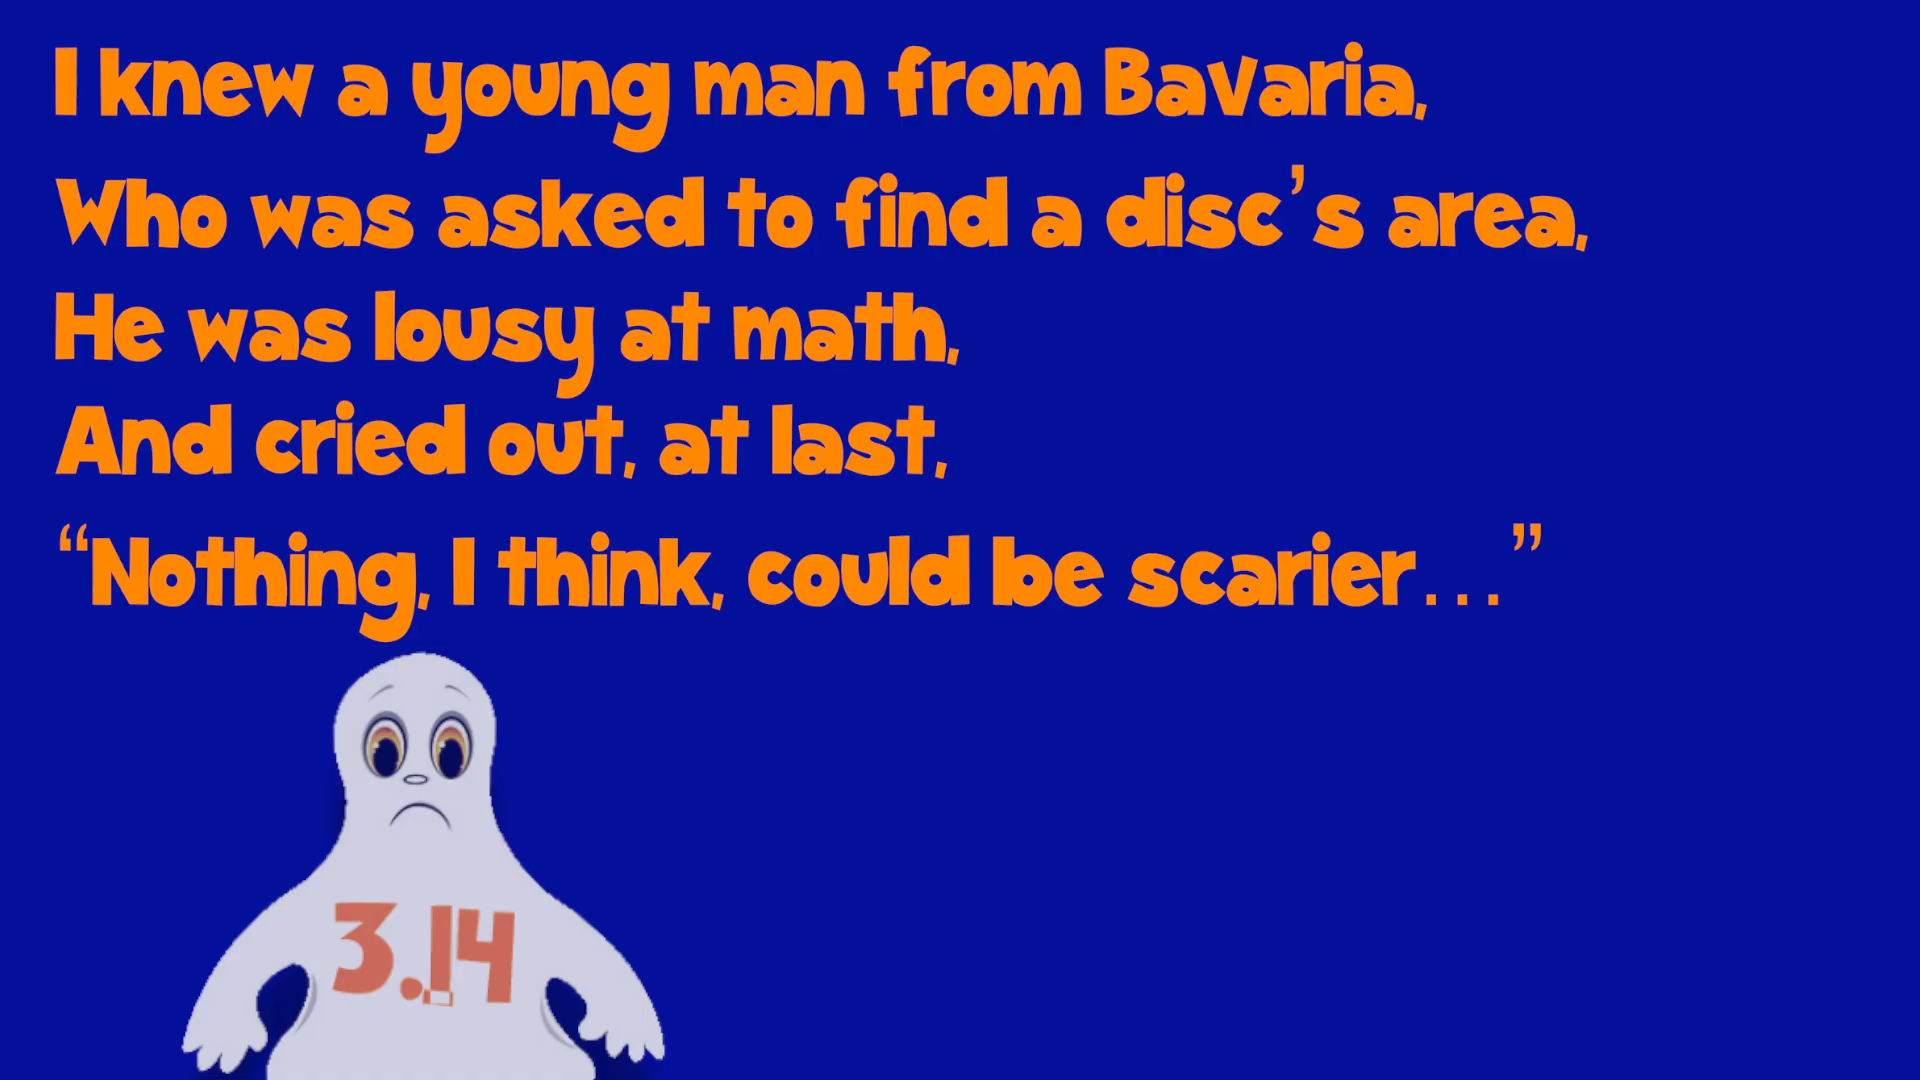 I knew a young man from Bavaria,
Who was asked to find a disc’s area,
He was lousy at math,
And cried out, at last,
“Nothing, I think, could be scarier...”
3.14